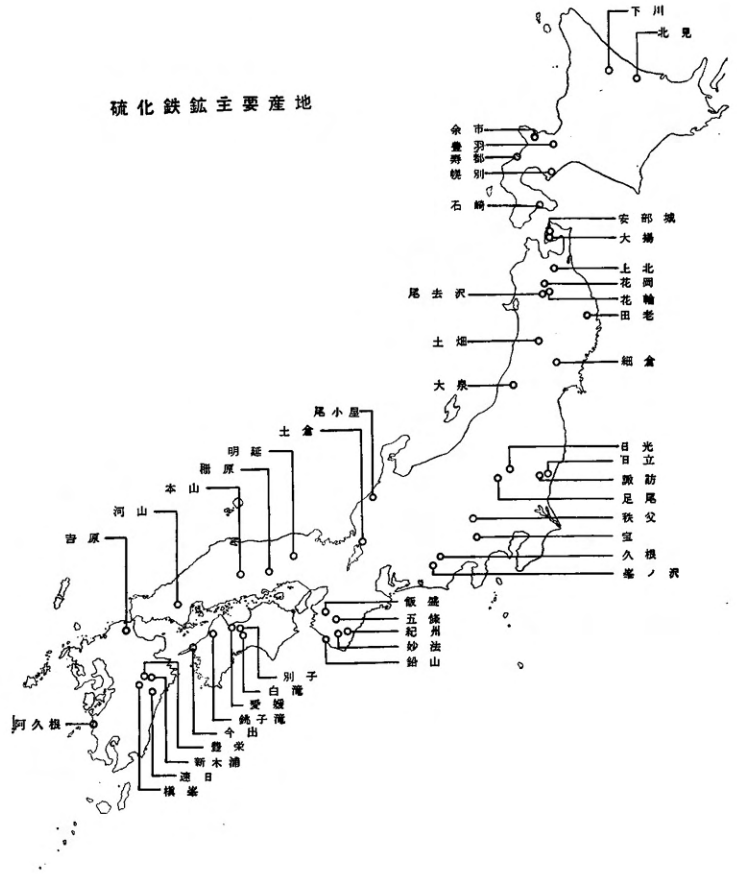 硫化鉄鉱主要産地
下川
北見
余市
豊羽
寿都
幌別
石崎
安部城
大揚
上北
花岡
尾去沢
花輪
田老
土畑
細倉
大泉
尾小屋
土倉
明延
柵原
本山
河山
吉原
日光
日立
諏訪
足尾
秩父
宝
久根
峯ノ沢
飯盛
五條
紀州
妙法
鉛山
別子
白滝
愛媛
銚子滝
今出
豊栄
新木浦
速日
槇峯
阿久根